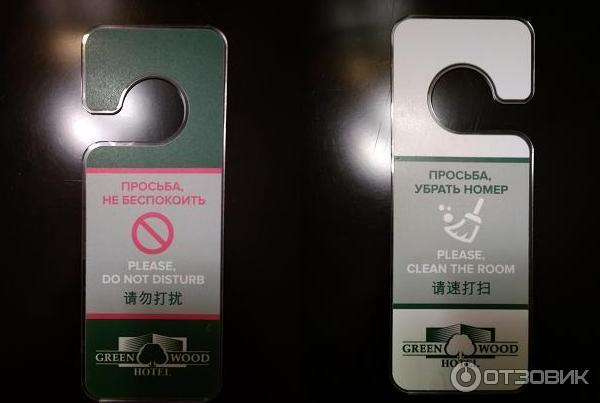 ПРОСЬБА,
НЕ БЕСПОКОИТЬ
PLEASE,
DO NOT DISTURB
请勿打扰
GREEN WOOD
HOTEL
ПРОСЬБА,
УБРАТЬ НОМЕР
PLEASE,
CLEAN THE ROOM
请速打扫
GREEN WOOD
HOTEL
ОТЗОВИК